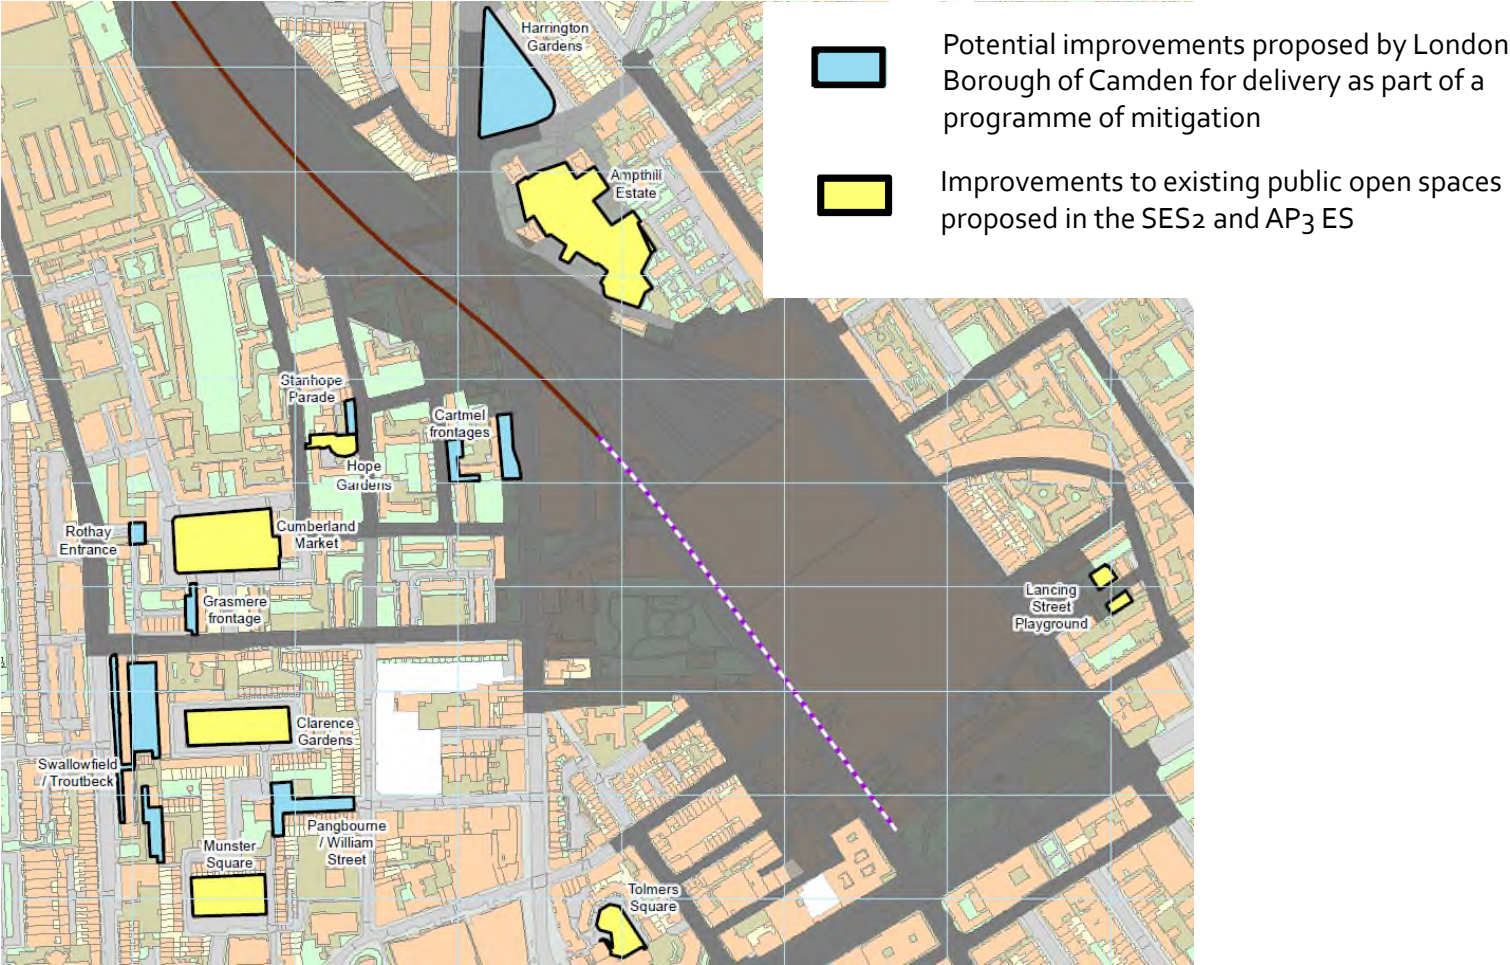 Harrington
Gardens
Potential improvements proposed by London
Borough of Camden for delivery as part of a
programme of mitigation
Ampthill
Estate
Improvements to existing public open spaces
proposed in the SES2 and AP3 ES
Stanhope
Parade
Cartmel
frontages
Hope
Gardens
Rothay
Entrance
Cumberland
Market
Grasmere
frontage
Lancing
Street
Playground
Clarence
Gardens
Swallowfield
/ Troutbeck
Pangbourne
/ William
Street
Munster
Square
Tolmers
Square